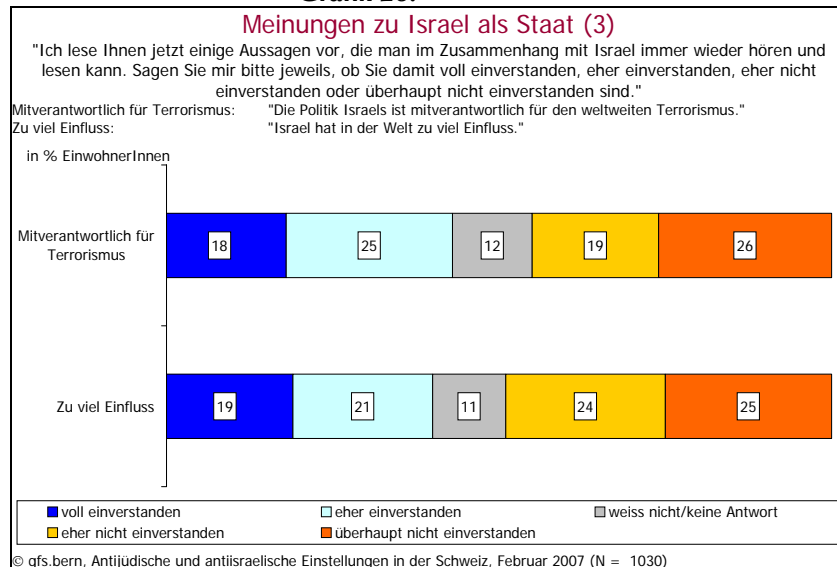 Meinungen zu Israel als Staat (3)
"Ich lese Ihnen jetzt einige Aussagen vor, die man im Zusammenhang mit Israel immer wieder hören und
lesen kann. Sagen Sie mir bitte jeweils, ob Sie damit voll einverstanden, eher einverstanden, eher nicht
einverstanden oder überhaupt nicht einverstanden sind."
Mitverantwortlich für Terrorismus: "Die Politik Israels ist mitverantwortlich für den weltweiten Terrorismus."
Zu viel Einfluss: "Israel hat in der Welt zu viel Einfluss."
in % EinwohnerInnen
Mitverantwortlich für
Terrorismus
18 25 12 19 26
Zu viel Einfluss 19 21 11 24 25
voll einverstanden eher einverstanden weiss nicht/keine Antwort
eher nicht einverstanden überhaupt nicht einverstanden
© gfs.bern, Antijüdische und antiisraelische Einstellungen in der Schweiz, Februar 2007 (N = 1030)